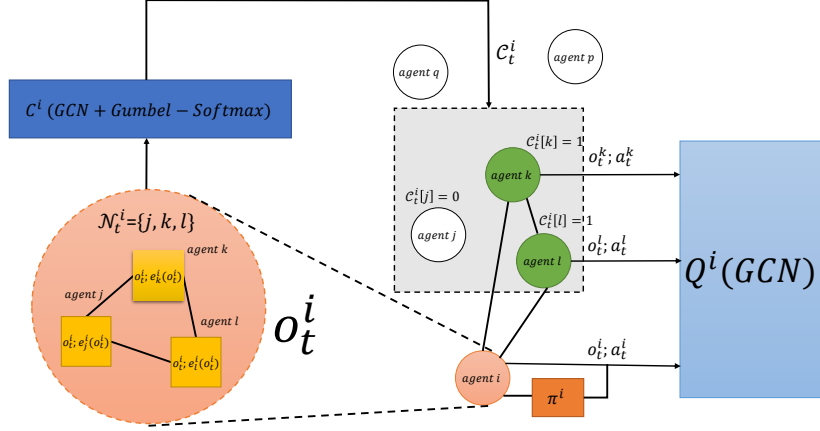 C^i (GCN + Gumbel − Softmax)
𝒩_t^i={j, k, l}
agent k
o_t^i; e_k^i(o_t^i)
agent j
agent l
o_t^i; e_j^i(o_t^i)
o_t^i; e_l^i(o_t^i)
o_t^i
agent q
𝒞_t^i
agent p
𝒞_t^i[k] = 1
o_t^k; a_t^k
agent k
𝒞_t^i[j] = 0
𝒞_t^i[l] = 1
agent j
o_t^l; a_t^l
agent l
Q^i(GCN)
o_t^i; a_t^i
agent i
π^i